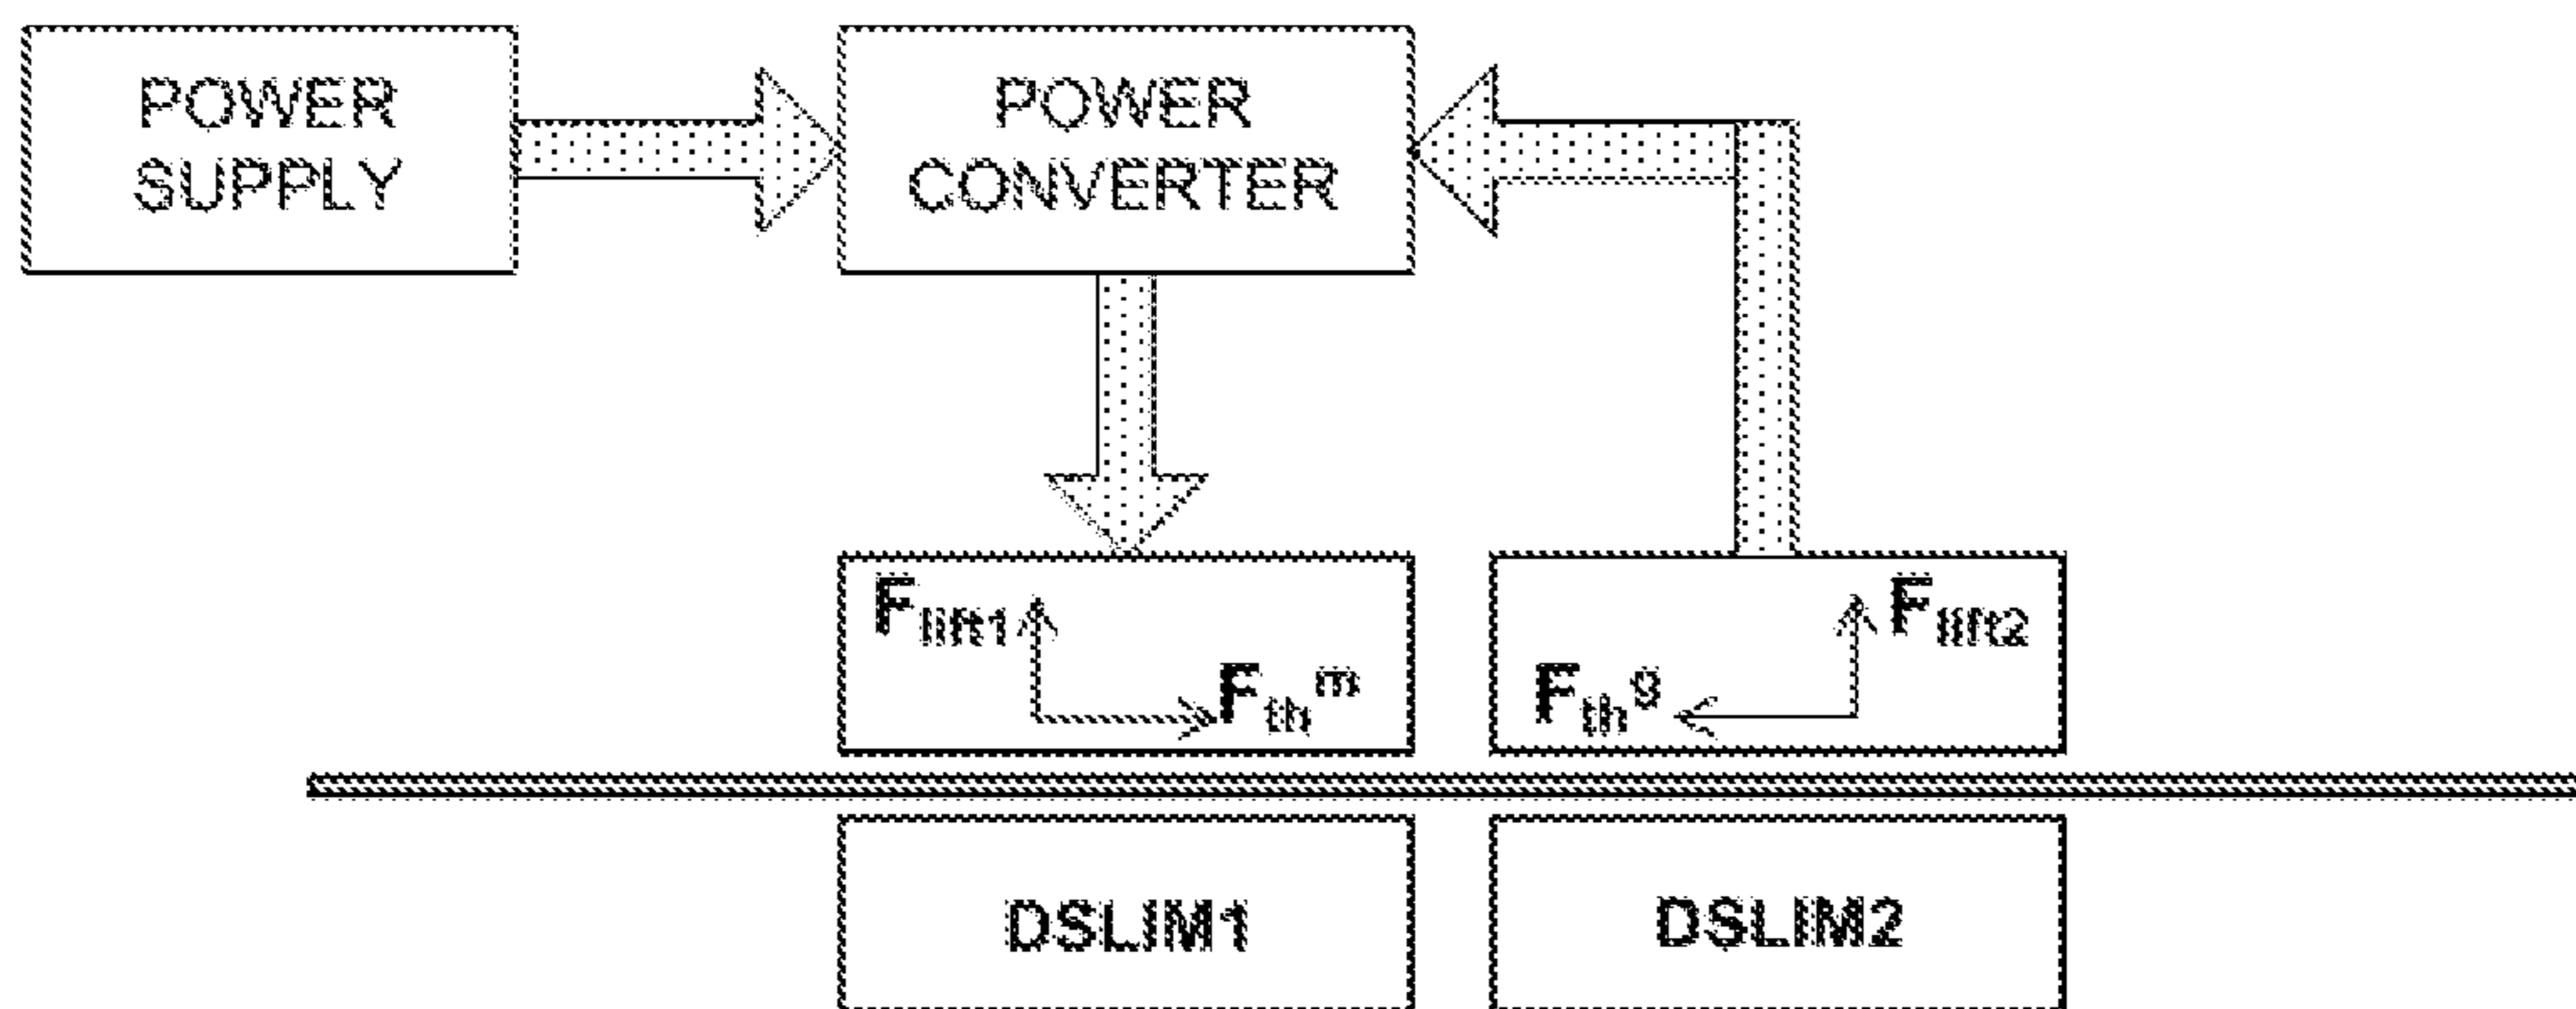 POWER
SUPPLY
POWER
CONVERTER
Flift1
Fth^m
Fth^g
Flift2
DSLIM1
DSLIM2